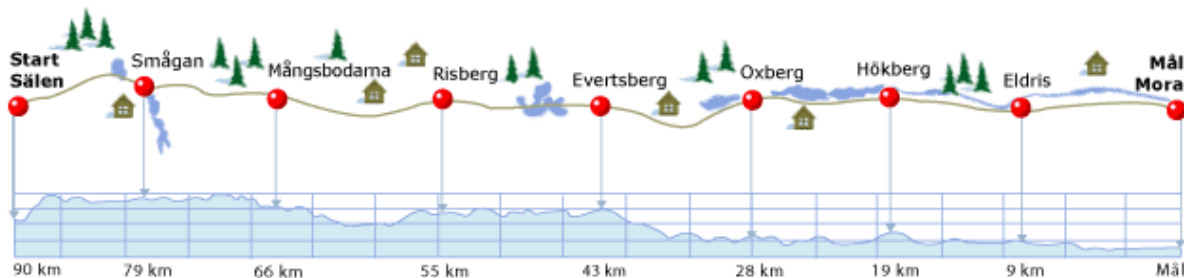 Start
Sälen
Smågan
Mångsbodarna
Risberg
Evertsberg
Oxberg
Hökberg
Eldris
Mål
Mora
90 km
79 km
66 km
55 km
43 km
28 km
19 km
9 km
Mål